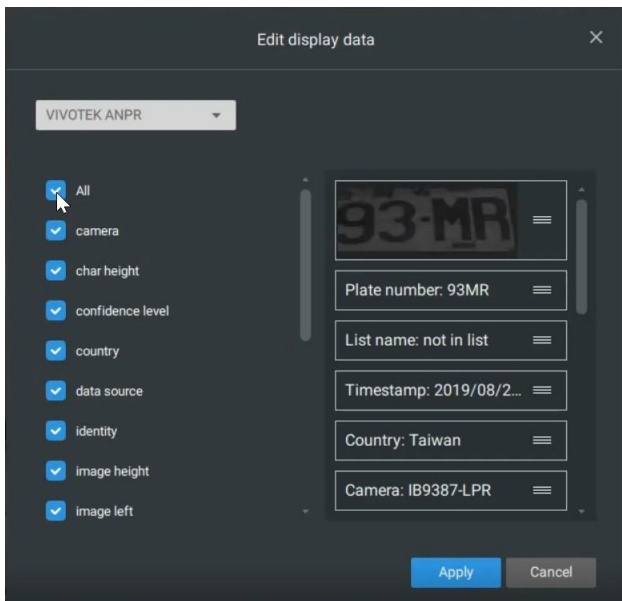 Edit display data
VIVOTEK ANPR
All
camera
char height
confidence level
country
data source
identity
image height
image left
93-MR
Plate number: 93MR
List name: not in list
Timestamp: 2019/08/2...
Country: Taiwan
Camera: IB9387-LPR
Apply
Cancel